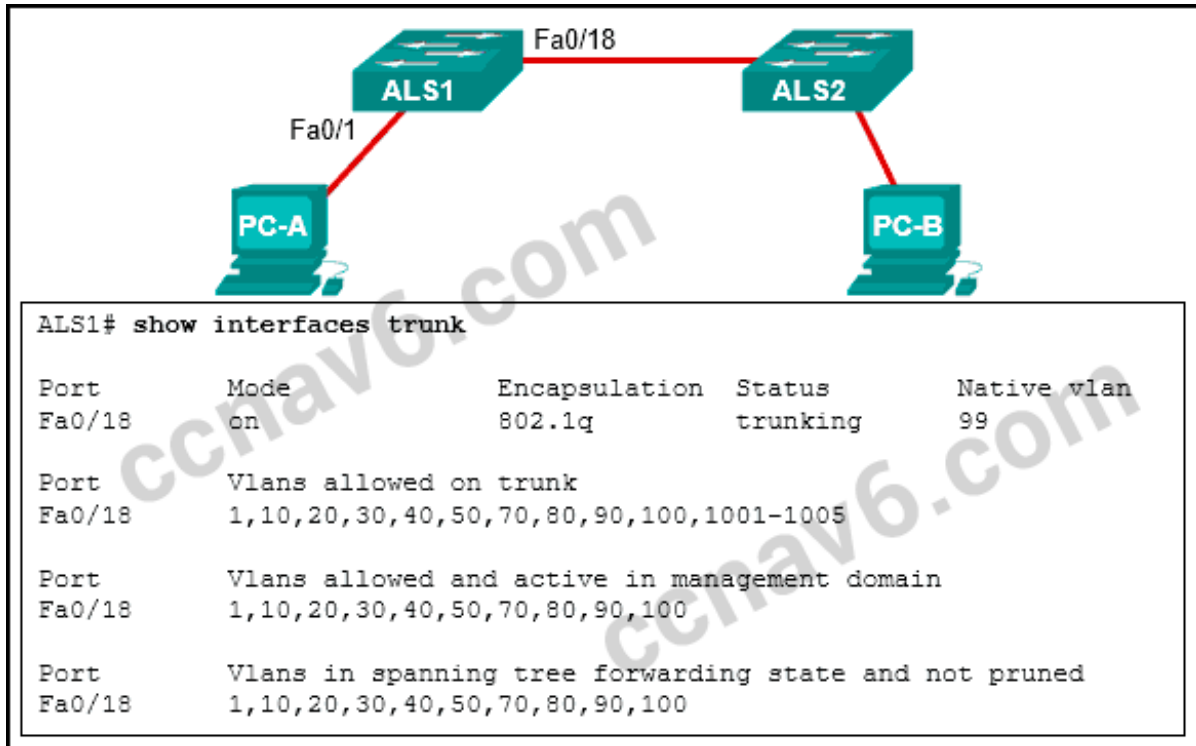 Fa0/18
ALS1
ALS2
Fa0/1
PC-A
PC-B
ALS1# show interfaces trunk
Port Mode Encapsulation Status Native vlan
Fa0/18 on 802.1q trunking 99
Port Vlans allowed on trunk
Fa0/18 1,10,20,30,40,50,70,80,90,100,1001-1005
Port Vlans allowed and active in management domain
Fa0/18 1,10,20,30,40,50,70,80,90,100
Port Vlans in spanning tree forwarding state and not pruned
Fa0/18 1,10,20,30,40,50,70,80,90,100
ccnav6.com
ccnav6.com